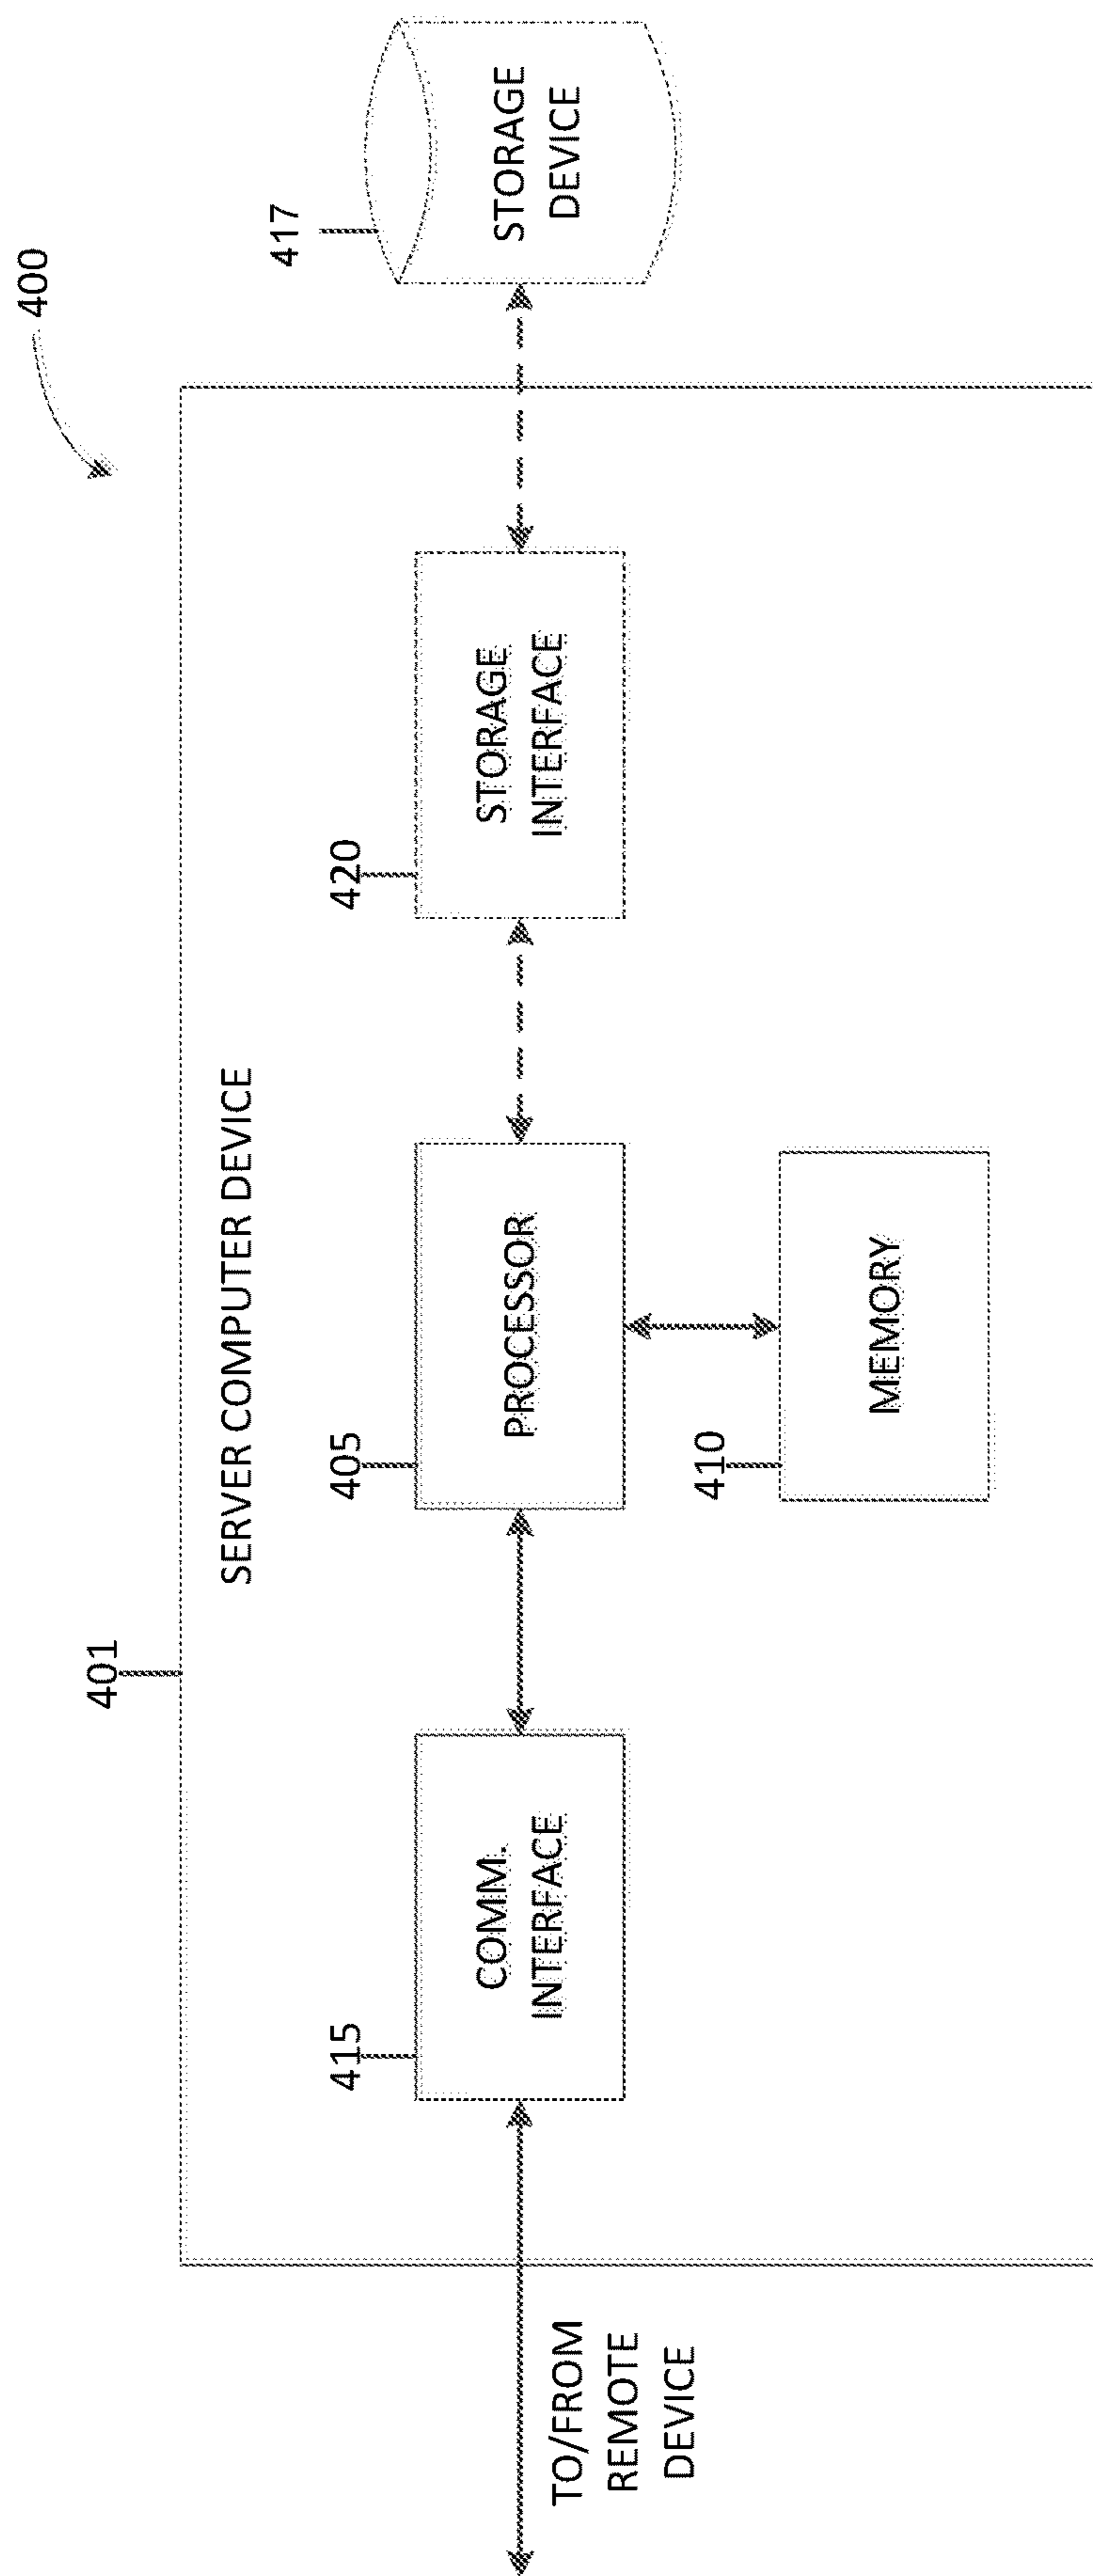 400
401
SERVER COMPUTER DEVICE
415
405
420
417
COMM.
INTERFACE
PROCESSOR
STORAGE
INTERFACE
STORAGE
DEVICE
TO/FROM
REMOTE
DEVICE
410
MEMORY